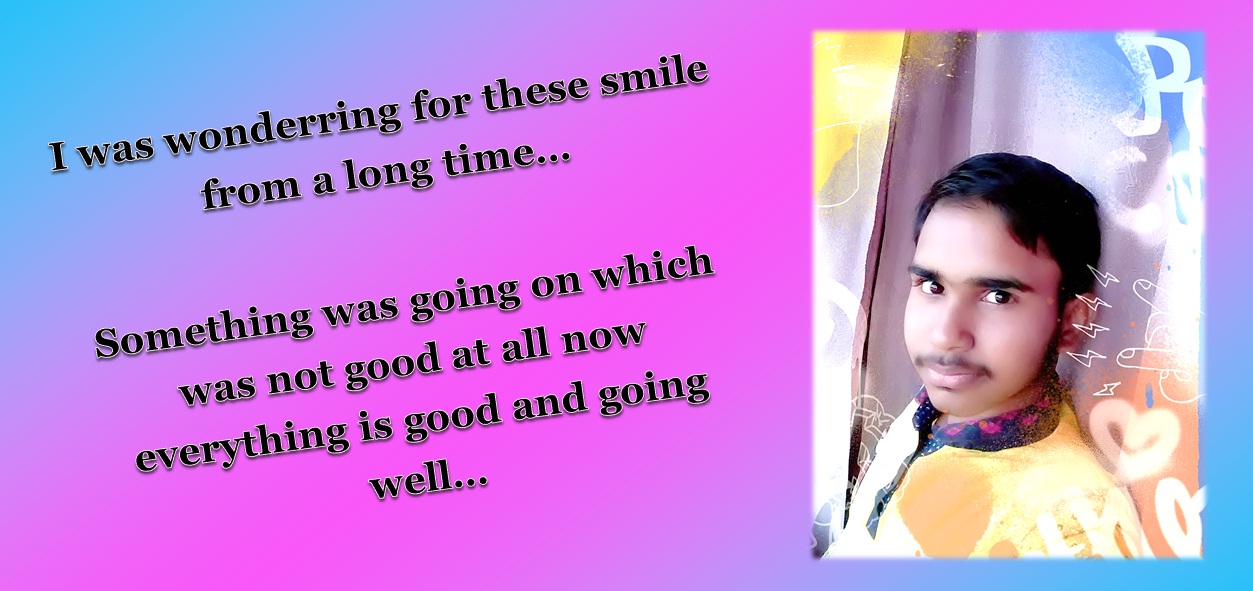 I was wonderring for these smile
from a long time...
Something was going on which
was not good at all now
everything is good and going
well...